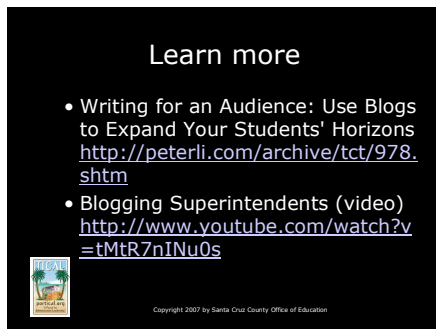 Learn more
• Writing for an Audience: Use Blogs
to Expand Your Students' Horizons
http://peterli.com/archive/tct/978.
shtm
• Blogging Superintendents (video)
http://www.youtube.com/watch?v
=tMtR7nINu0s
TICAL
portical.org
Copyright 2007 by Santa Cruz County Office of Education